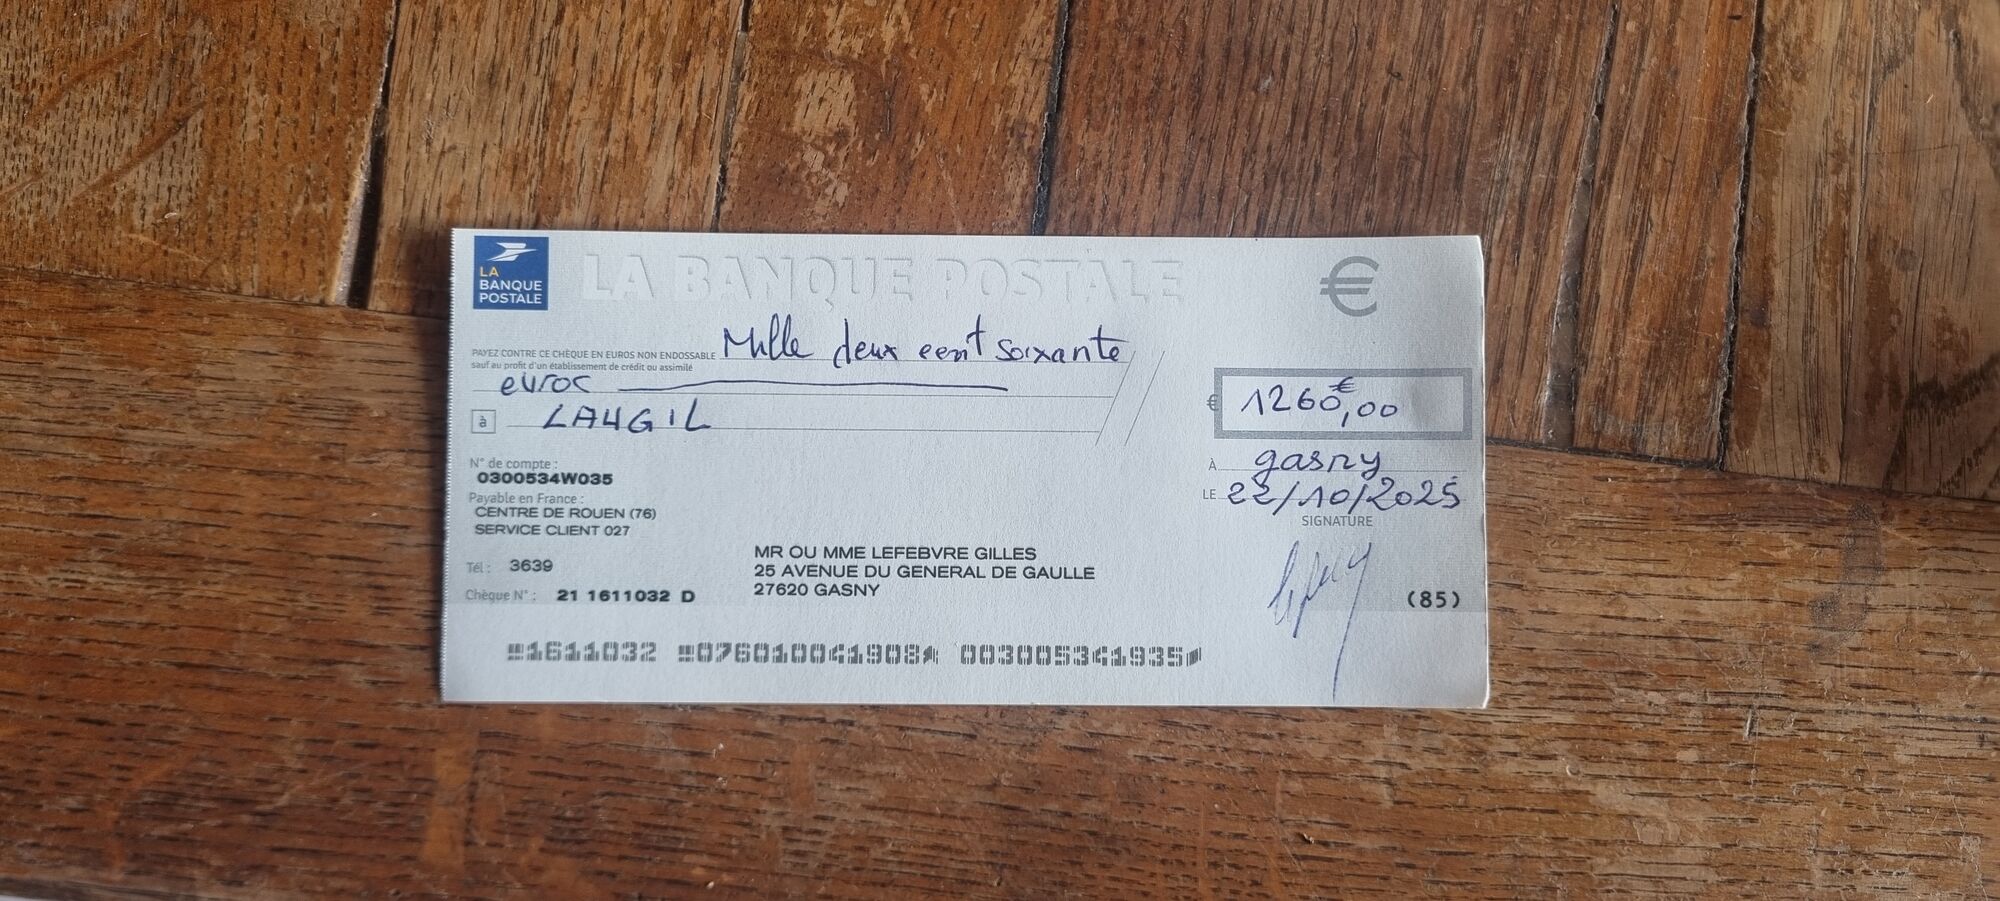 LA
BANQUE
POSTALE
LA BANQUE POSTALE
€
PAYEZ CONTRE CE CHÈQUE EN EUROS NON ENDOSSABLE Mille deux cent soixante
sauf au profit d'un établissement de crédit ou assimilé
euros
€ 1260€,00
à LAUGIL
À gasny
LE 22/10/2025
SIGNATURE
N° de compte :
0300534W035
Payable en France :
CENTRE DE ROUEN (76)
SERVICE CLIENT 027
Tél : 3639
Chèque N° : 21 1611032 D
MR OU MME LEFEBVRE GILLES
25 AVENUE DU GENERAL DE GAULLE
27620 GASNY
(85)
1611032 076010041908 003005341935